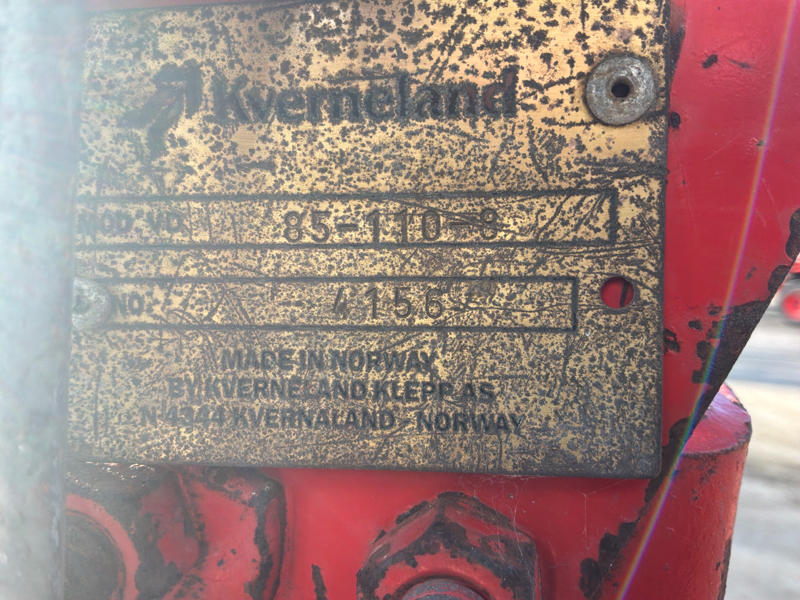 Kverneland
MOD. NO. 85-110-8
NO. 4156
MADE IN NORWAY
BY KVERNELAND KLEPP AS
N-4344 KVERNALAND - NORWAY